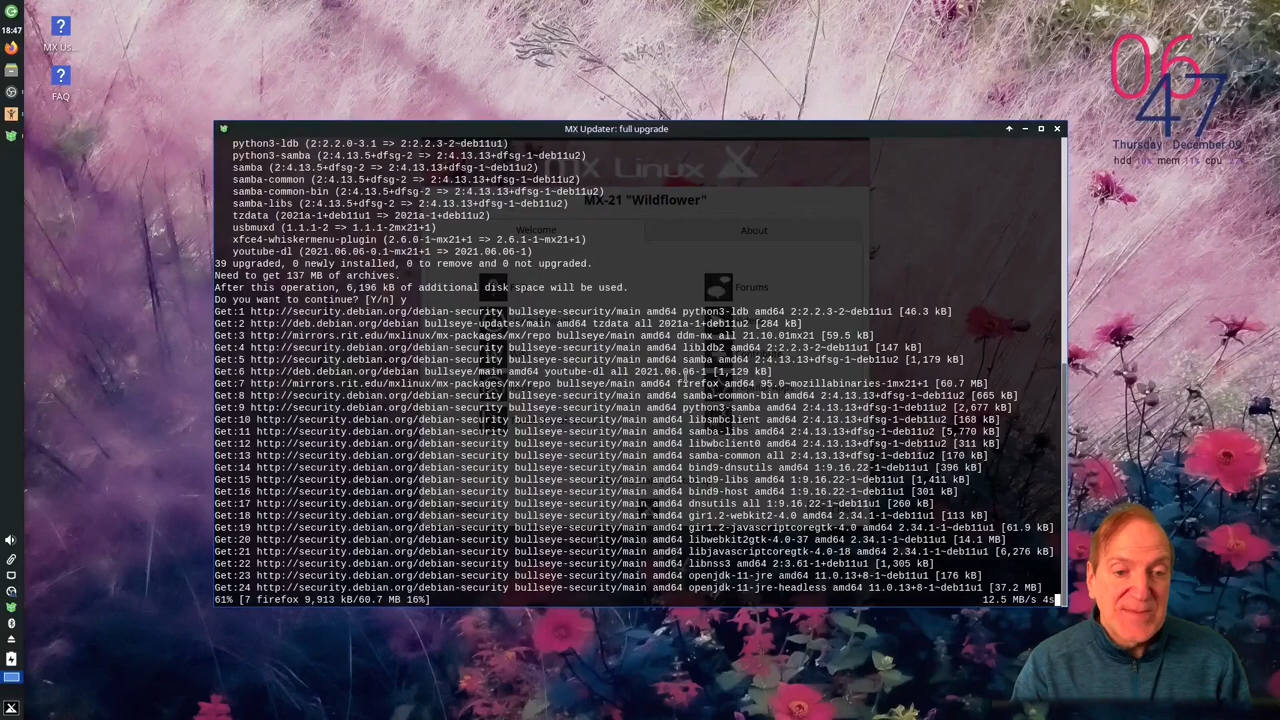 18:47
MX Us...
FAQ
06
47
Thursday December 09
hdd 10% mem 11% cpu
MX Updater: full upgrade
python3-ldb (2:2.2.0-3.1 => 2:2.2.3-2~deb11u1)
python3-samba (2:4.13.5+dfsg-2 => 2:4.13.13+dfsg-1~deb11u2)
samba (2:4.13.5+dfsg-2 => 2:4.13.13+dfsg-1~deb11u2)
samba-common (2:4.13.5+dfsg-2 => 2:4.13.13+dfsg-1~deb11u2)
samba-common-bin (2:4.13.5+dfsg-2 => 2:4.13.13+dfsg-1~deb11u2)
samba-libs (2:4.13.5+dfsg-2 => 2:4.13.13+dfsg-1~deb11u2)
tzdata (2021a-1+deb11u1 => 2021a-1+deb11u2)
usbmuxd (1.1.1-2 => 1.1.1-2mx21+1)
xfce4-whiskermenu-plugin (2.6.0-1~mx21+1 => 2.6.1-1~mx21+1)
youtube-dl (2021.06.06-0.1~mx21+1 => 2021.06.06-1)
39 upgraded, 0 newly installed, 0 to remove and 0 not upgraded.
Need to get 137 MB of archives.
After this operation, 6,196 kB of additional disk space will be used.
Do you want to continue? [Y/n] y
Get:1 http://security.debian.org/debian-security bullseye-security/main amd64 python3-ldb amd64 2:2.2.3-2~deb11u1 [46.3 kB]
Get:2 http://deb.debian.org/debian bullseye-updates/main amd64 tzdata all 2021a-1+deb11u2 [284 kB]
Get:3 http://mirrors.rit.edu/mxlinux/mx-packages/mx/repo bullseye/main amd64 ddm-mx all 21.10.01mx21 [59.5 kB]
Get:4 http://security.debian.org/debian-security bullseye-security/main amd64 libldb2 amd64 2:2.2.3-2~deb11u1 [147 kB]
Get:5 http://security.debian.org/debian-security bullseye-security/main amd64 samba amd64 2:4.13.13+dfsg-1~deb11u2 [1,179 kB]
Get:6 http://deb.debian.org/debian bullseye/main amd64 youtube-dl all 2021.06.06-1 [1,129 kB]
Get:7 http://mirrors.rit.edu/mxlinux/mx-packages/mx/repo bullseye/main amd64 firefox amd64 95.0~mozillabinaries-1mx21+1 [60.7 MB]
Get:8 http://security.debian.org/debian-security bullseye-security/main amd64 samba-common-bin amd64 2:4.13.13+dfsg-1~deb11u2 [665 kB]
Get:9 http://security.debian.org/debian-security bullseye-security/main amd64 python3-samba amd64 2:4.13.13+dfsg-1~deb11u2 [2,677 kB]
Get:10 http://security.debian.org/debian-security bullseye-security/main amd64 libsmbclient amd64 2:4.13.13+dfsg-1~deb11u2 [168 kB]
Get:11 http://security.debian.org/debian-security bullseye-security/main amd64 samba-libs amd64 2:4.13.13+dfsg-1~deb11u2 [5,770 kB]
Get:12 http://security.debian.org/debian-security bullseye-security/main amd64 libwbclient0 amd64 2:4.13.13+dfsg-1~deb11u2 [311 kB]
Get:13 http://security.debian.org/debian-security bullseye-security/main amd64 samba-common all 2:4.13.13+dfsg-1~deb11u2 [170 kB]
Get:14 http://security.debian.org/debian-security bullseye-security/main amd64 bind9-dnsutils amd64 1:9.16.22-1~deb11u1 [396 kB]
Get:15 http://security.debian.org/debian-security bullseye-security/main amd64 bind9-libs amd64 1:9.16.22-1~deb11u1 [1,411 kB]
Get:16 http://security.debian.org/debian-security bullseye-security/main amd64 bind9-host amd64 1:9.16.22-1~deb11u1 [301 kB]
Get:17 http://security.debian.org/debian-security bullseye-security/main amd64 dnsutils all 1:9.16.22-1~deb11u1 [260 kB]
Get:18 http://security.debian.org/debian-security bullseye-security/main amd64 gir1.2-webkit2-4.0 amd64 2.34.1-1~deb11u1 [113 kB]
Get:19 http://security.debian.org/debian-security bullseye-security/main amd64 gir1.2-javascriptcoregtk-4.0 amd64 2.34.1-1~deb11u1 [61.9 kB]
Get:20 http://security.debian.org/debian-security bullseye-security/main amd64 libwebkit2gtk-4.0-37 amd64 2.34.1-1~deb11u1 [14.1 MB]
Get:21 http://security.debian.org/debian-security bullseye-security/main amd64 libjavascriptcoregtk-4.0-18 amd64 2.34.1-1~deb11u1 [6,276 kB]
Get:22 http://security.debian.org/debian-security bullseye-security/main amd64 libnss3 amd64 2:3.61-1+deb11u1 [1,305 kB]
Get:23 http://security.debian.org/debian-security bullseye-security/main amd64 openjdk-11-jre amd64 11.0.13+8-1~deb11u1 [176 kB]
Get:24 http://security.debian.org/debian-security bullseye-security/main amd64 openjdk-11-jre-headless amd64 11.0.13+8-1~deb11u1 [37.2 MB]
61% [7 firefox 9,913 kB/60.7 MB 16%] 12.5 MB/s 4s
MX Linux
MX-21 "Wildflower"
Welcome
About
Forums